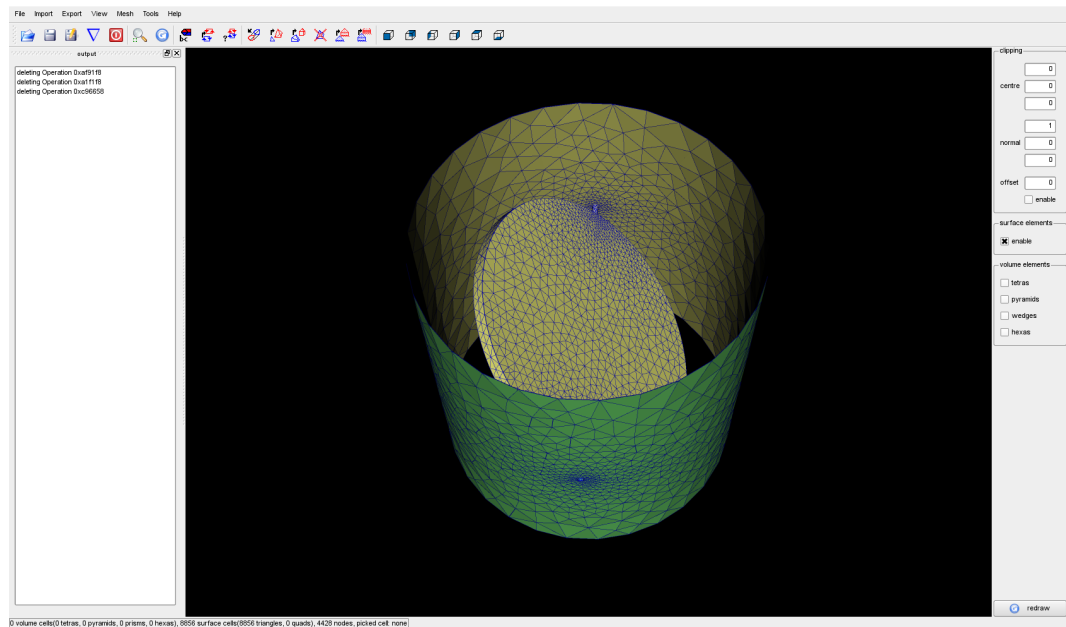 File Import Export View Mesh Tools Help
bc
output
deleting Operation 0xaf91f8
deleting Operation 0xa1f1f8
deleting Operation 0xc96658
clipping
0
centre 0
0
1
normal 0
0
offset 0
enable
surface elements
enable
volume elements
tetras
pyramids
wedges
hexas
redraw
0 volume cells(0 tetras, 0 pyramids, 0 prisms, 0 hexas), 8856 surface cells(8856 triangles, 0 quads), 4428 nodes, picked cell: none